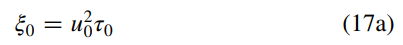 ξ₀ = u₀²τ₀ (17a)